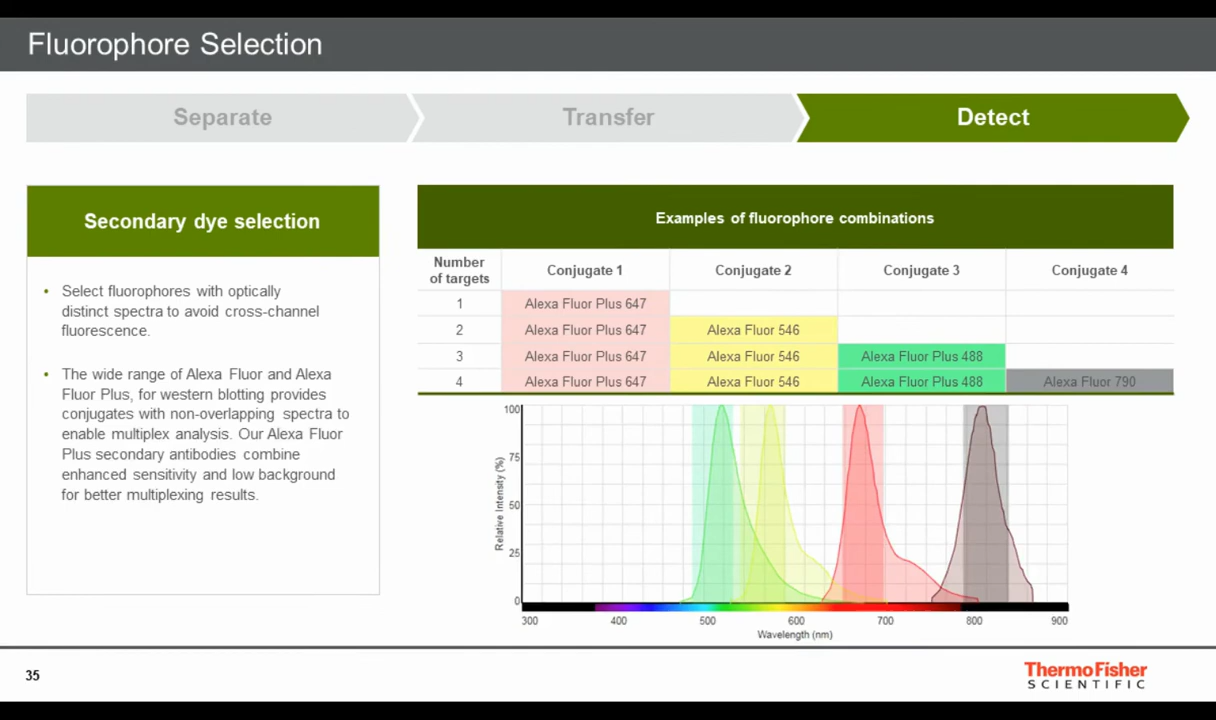 Fluorophore Selection
Separate
Transfer
Detect
Secondary dye selection
• Select fluorophores with optically
distinct spectra to avoid cross-channel
fluorescence.
• The wide range of Alexa Fluor and Alexa
Fluor Plus, for western blotting provides
conjugates with non-overlapping spectra to
enable multiplex analysis. Our Alexa Fluor
Plus secondary antibodies combine
enhanced sensitivity and low background
for better multiplexing results.
Examples of fluorophore combinations
Number
of targets
Conjugate 1
Conjugate 2
Conjugate 3
Conjugate 4
1 Alexa Fluor Plus 647
2 Alexa Fluor Plus 647 Alexa Fluor 546
3 Alexa Fluor Plus 647 Alexa Fluor 546 Alexa Fluor Plus 488
4 Alexa Fluor Plus 647 Alexa Fluor 546 Alexa Fluor Plus 488 Alexa Fluor 790
100
75
50
25
0
Relative Intensity (%)
300 400 500 600 700 800 900
Wavelength (nm)
35
ThermoFisher
SCIENTIFIC